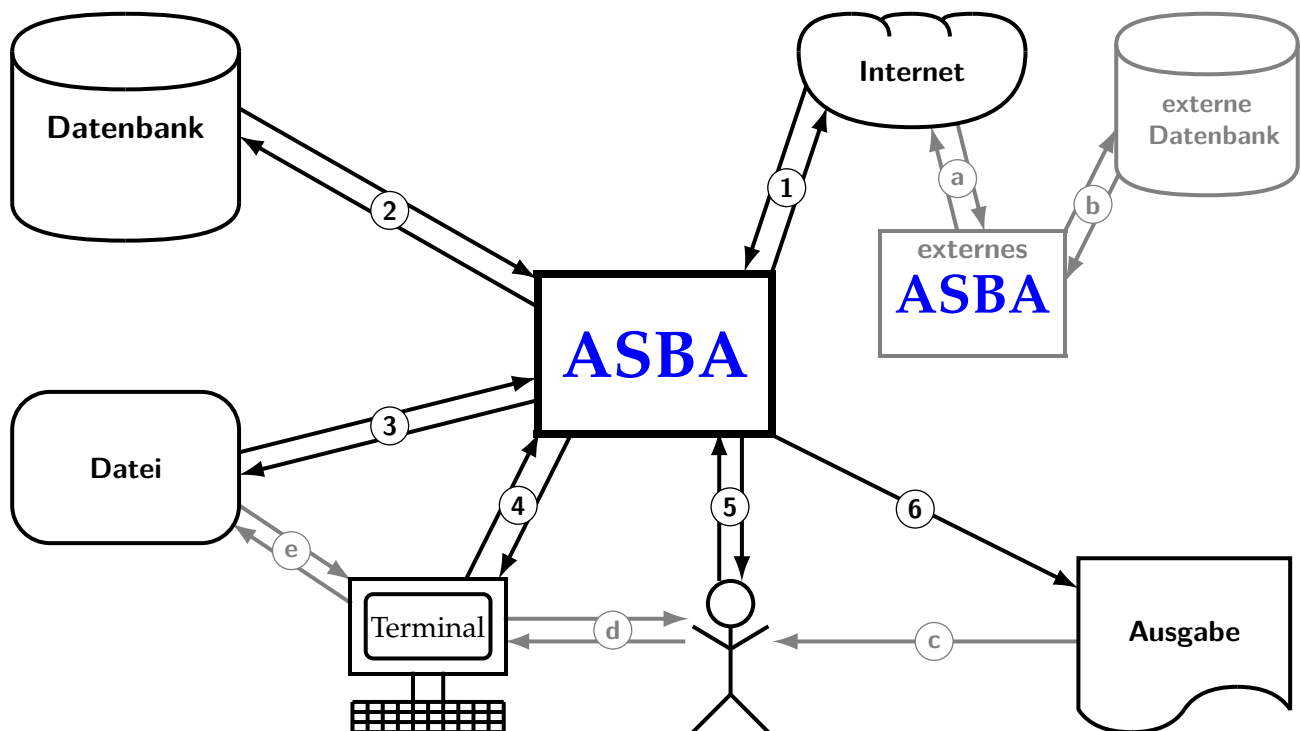 Datenbank
Internet
externe
Datenbank
1
a
b
2
externes
ASBA
ASBA
3
Datei
4
5
6
e
Terminal
d
c
Ausgabe